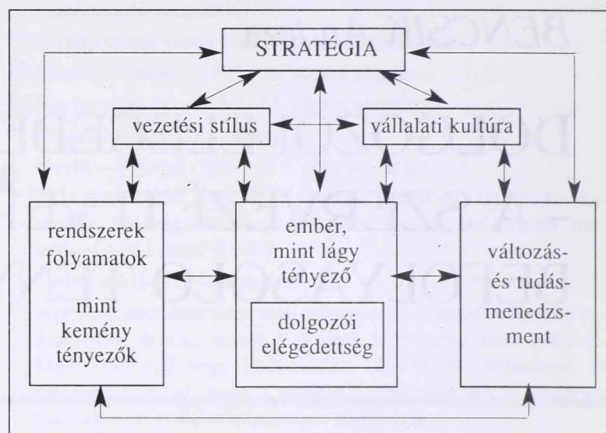 STRATÉGIA
vezetési stílus
vállalati kultúra
rendszerek
folyamatok
mint
kemény
tényezők
ember,
mint lágy
tényező
dolgozói
elégedettség
változás-
és tudás-
menedzs-
ment